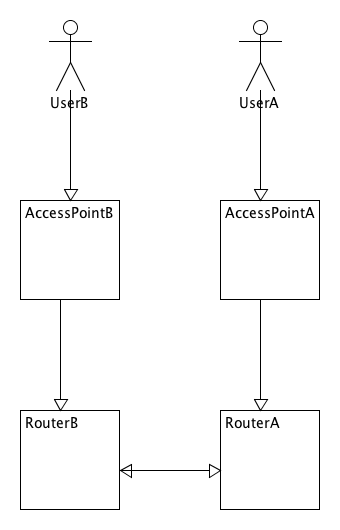 UserB
UserA
AccessPointB
AccessPointA
RouterB
RouterA